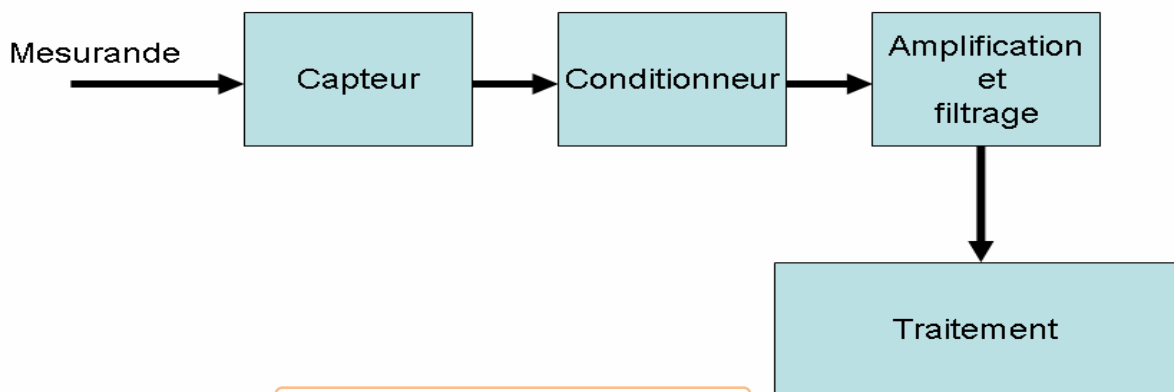 Mesurande
Capteur
Conditionneur
Amplification
et
filtrage
Traitement